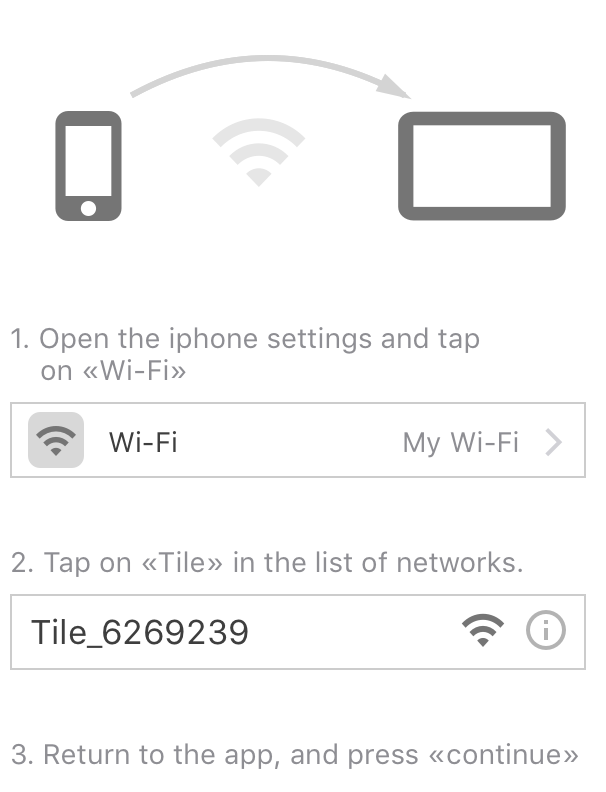 1. Open the iphone settings and tap
on «Wi-Fi»
Wi-Fi My Wi-Fi
2. Tap on «Tile» in the list of networks.
Tile_6269239
3. Return to the app, and press «continue»